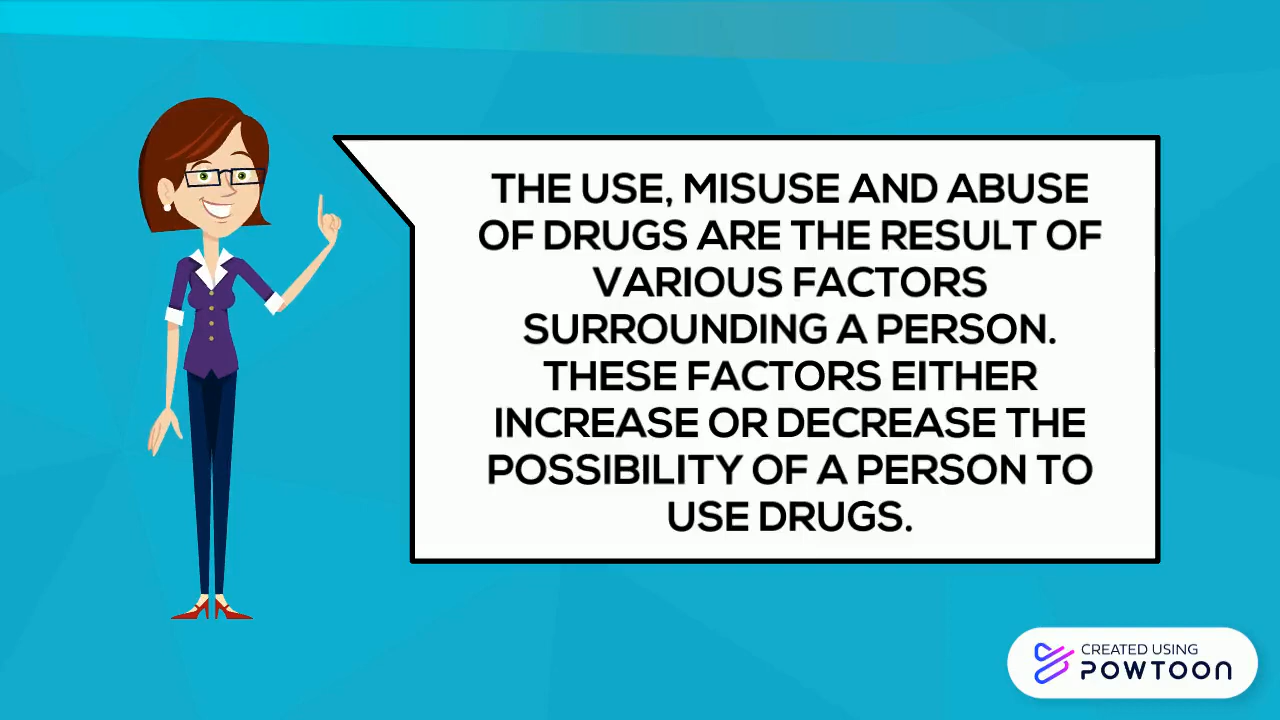 THE USE, MISUSE AND ABUSE
OF DRUGS ARE THE RESULT OF
VARIOUS FACTORS
SURROUNDING A PERSON.
THESE FACTORS EITHER
INCREASE OR DECREASE THE
POSSIBILITY OF A PERSON TO
USE DRUGS.
CREATED USING
POWTOON